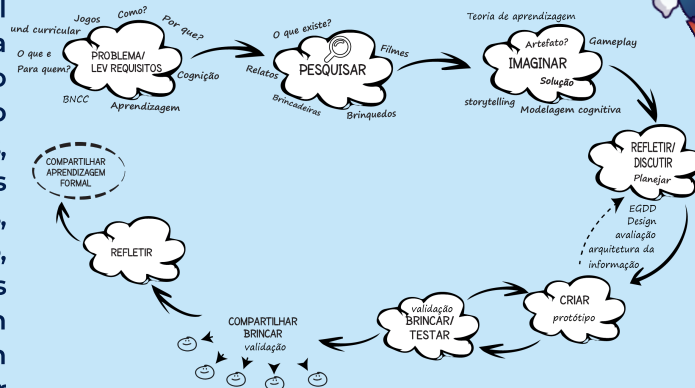 Jogos
Como?
Por que?
und curricular
O que e
Para quem?
PROBLEMA/
LEV REQUISITOS
Cognição
BNCC
Aprendizagem
O que existe?
Filmes
Relatos
PESQUISAR
Brincadeiras
Brinquedos
Teoria de aprendizagem
Artefato?
Gameplay
IMAGINAR
Solução
storytelling
Modelagem cognitiva
REFLETIR/
DISCUTIR
Planejar
EGDD
Design
avaliação
arquitetura da
informação
CRIAR
protótipo
validação
BRINCAR/
TESTAR
COMPARTILHAR
BRINCAR
validação
REFLETIR
COMPARTILHAR
APRENDIZAGEM
FORMAL